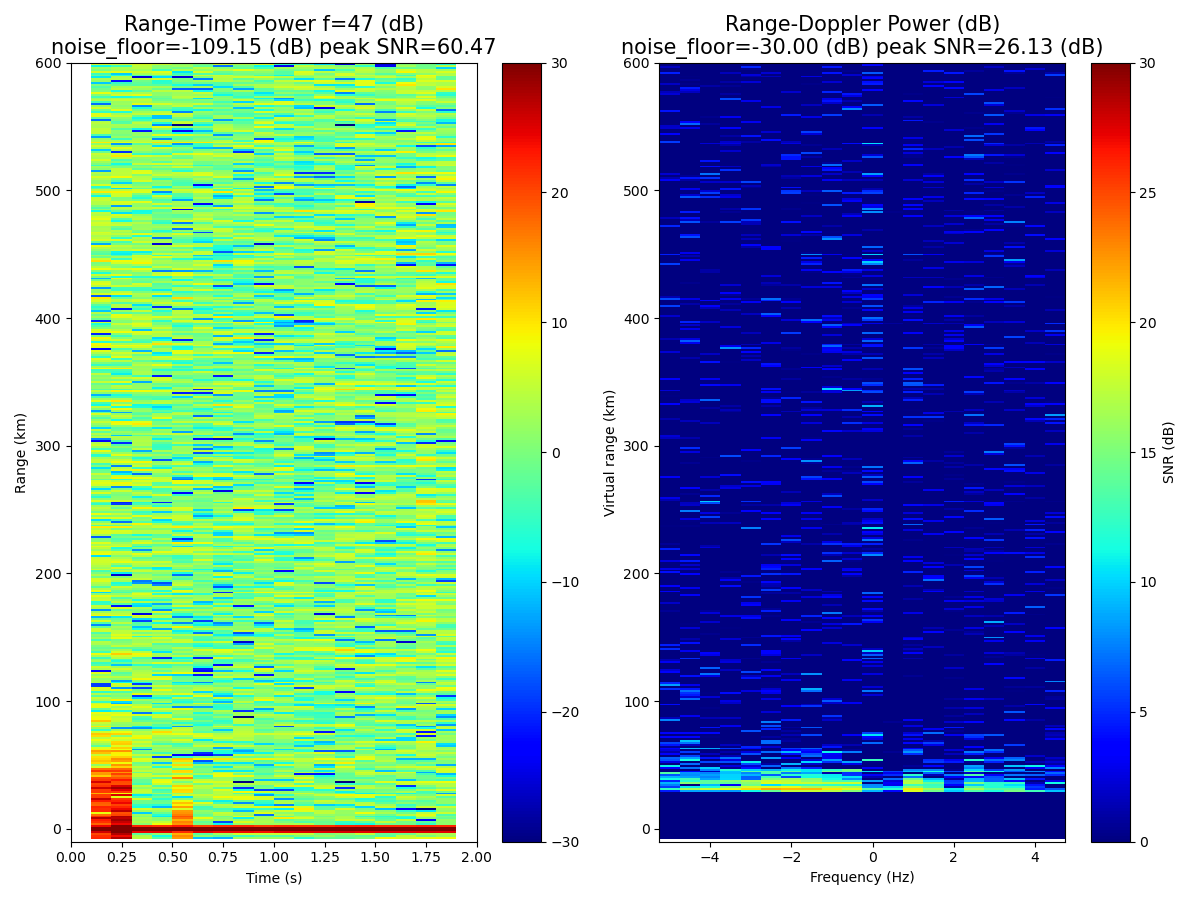 Range-Time Power f=47 (dB)
noise_floor=-109.15 (dB) peak SNR=60.47
600
500
400
300
200
100
0
Range (km)
0.00 0.25 0.50 0.75 1.00 1.25 1.50 1.75 2.00
Time (s)
30
20
10
0
−10
−20
−30
Range-Doppler Power (dB)
noise_floor=-30.00 (dB) peak SNR=26.13 (dB)
600
500
400
300
200
100
0
Virtual range (km)
−4 −2 0 2 4
Frequency (Hz)
30
25
20
15
10
5
0
SNR (dB)